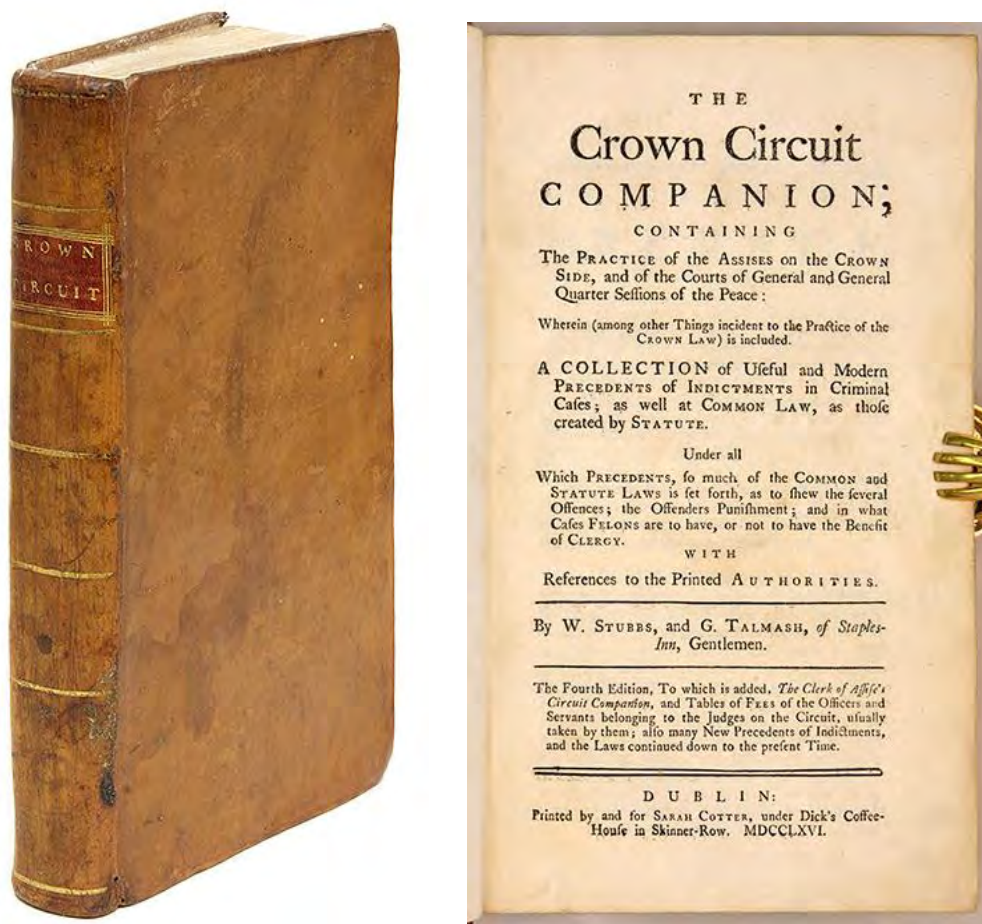 CROWN
CIRCUIT
THE
Crown Circuit
COMPANION;
CONTAINING
The PRACTICE of the ASSISES on the CROWN
SIDE, and of the Courts of General and General
Quarter Seſſions of the Peace:
Wherein (among other Things incident to the Practice of the
CROWN LAW) is included.
A COLLECTION of Uſeful and Modern
PRECEDENTS of INDICTMENTS in Criminal
Caſes; as well at COMMON LAW, as thoſe
created by STATUTE.
Under all
Which PRECEDENTS, ſo much of the COMMON and
STATUTE LAWS is ſet forth, as to ſhew the ſeveral
Offences; the Offenders Puniſhment; and in what
Caſes FELONS are to have, or not to have the Benefit
of CLERGY.
WITH
References to the Printed AUTHORITIES.
By W. STUBBS, and G. TALMASH, of Staples-
Inn, Gentlemen.
The Fourth Edition, To which is added, The Clerk of Aſſiſe's
Circuit Companion, and Tables of FEES of the Officers and
Servants belonging to the Judges on the Circuit, uſually
taken by them; alſo many New Precedents of Indictments,
and the Laws continued down to the preſent Time.
DUBLIN:
Printed by and for SARAH COTTER, under Dick's Coffee-
Houſe in Skinner-Row. MDCCLXVI.